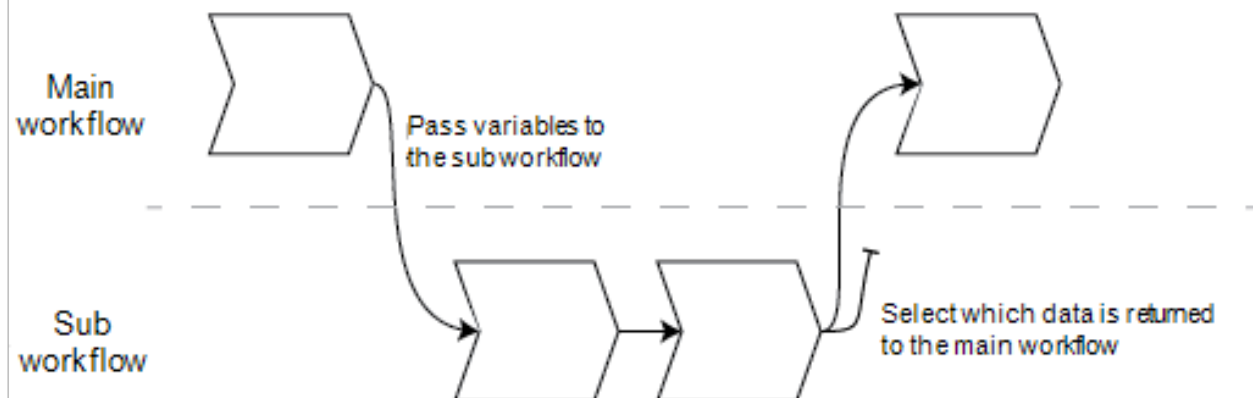 Main
workflow
Pass variables to
the sub workflow
Sub
workflow
Select which data is returned
to the main workflow